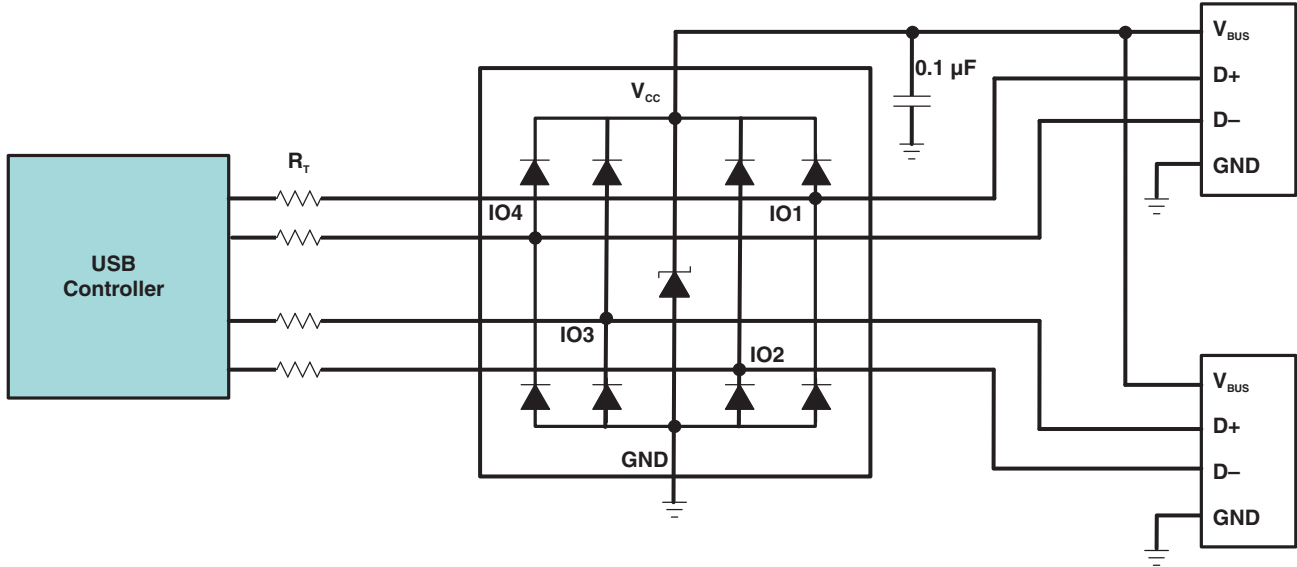 V_BUS
0.1 µF
D+
V_CC
D–
R_T
GND
IO4
IO1
USB
Controller
IO3
IO2
V_BUS
D+
GND
D–
GND